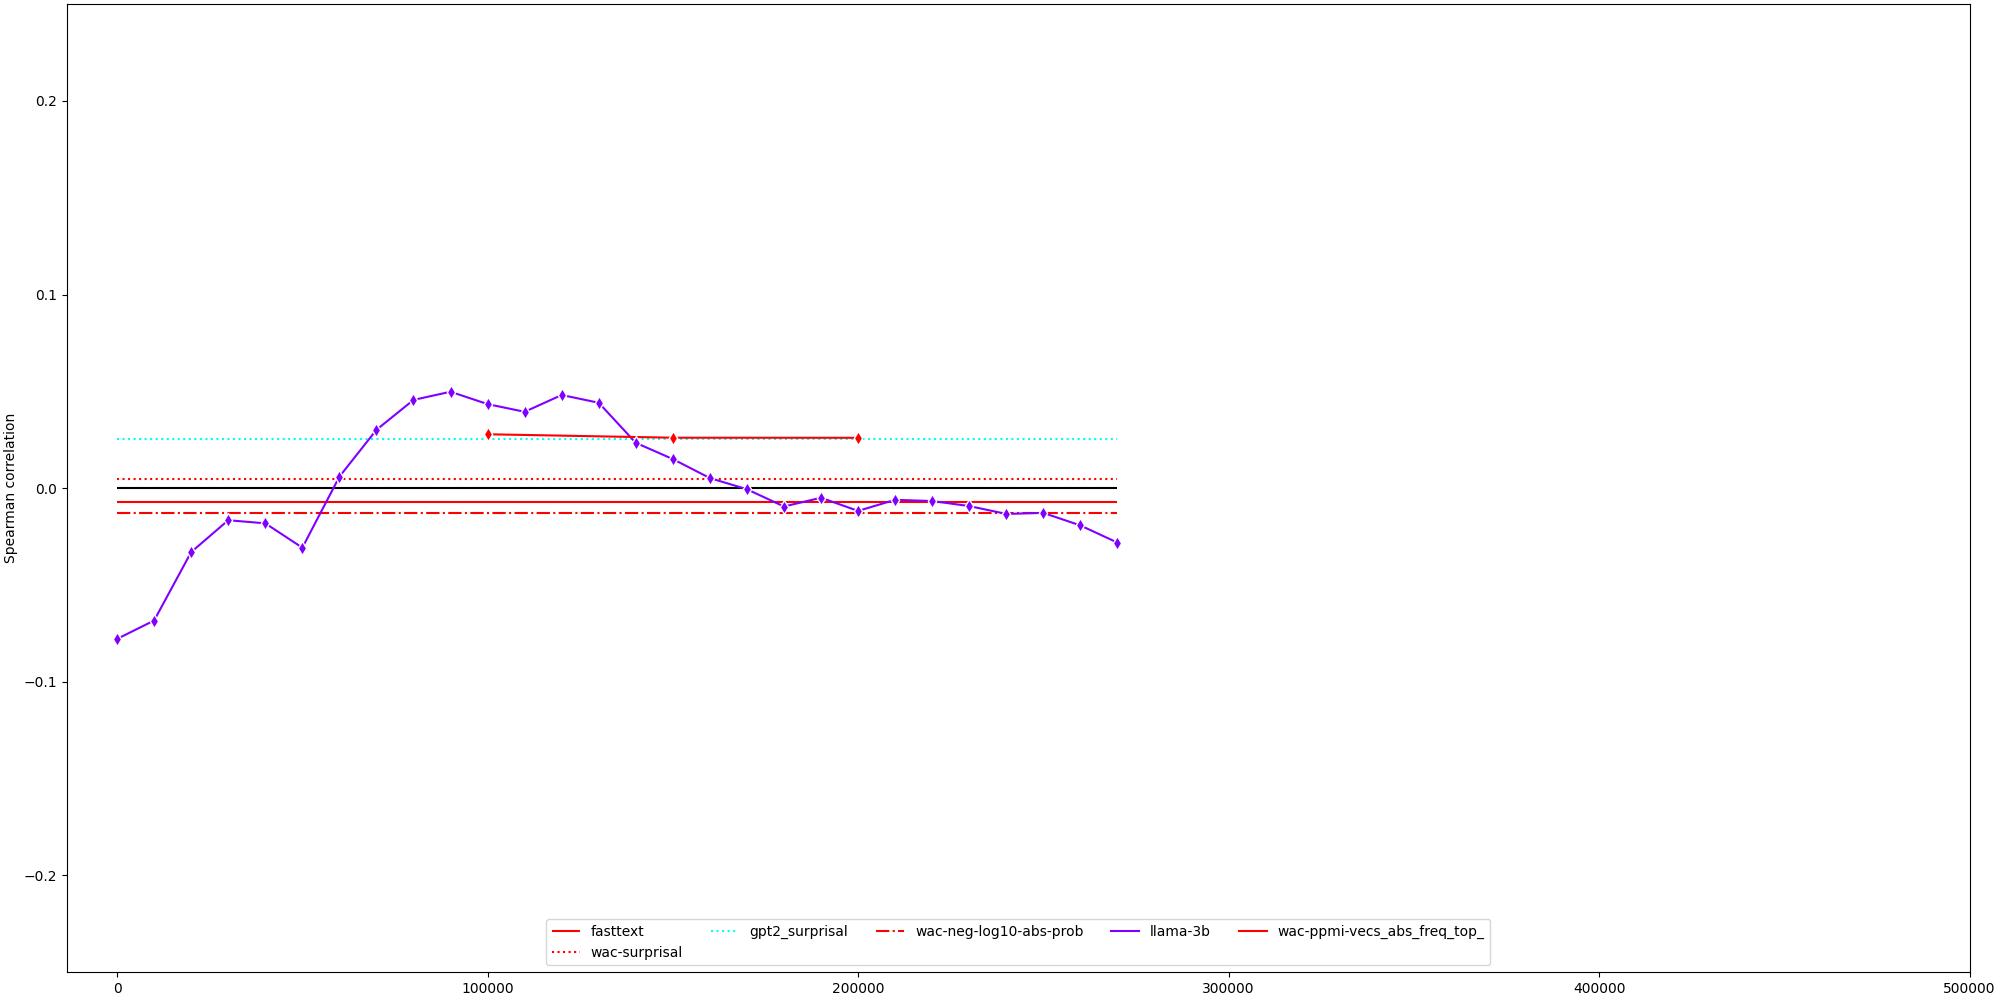 0.2
0.1
0.0
−0.1
−0.2
Spearman correlation
fasttext gpt2_surprisal wac-neg-log10-abs-prob llama-3b wac-ppmi-vecs_abs_freq_top_
wac-surprisal
0 100000 200000 300000 400000 500000